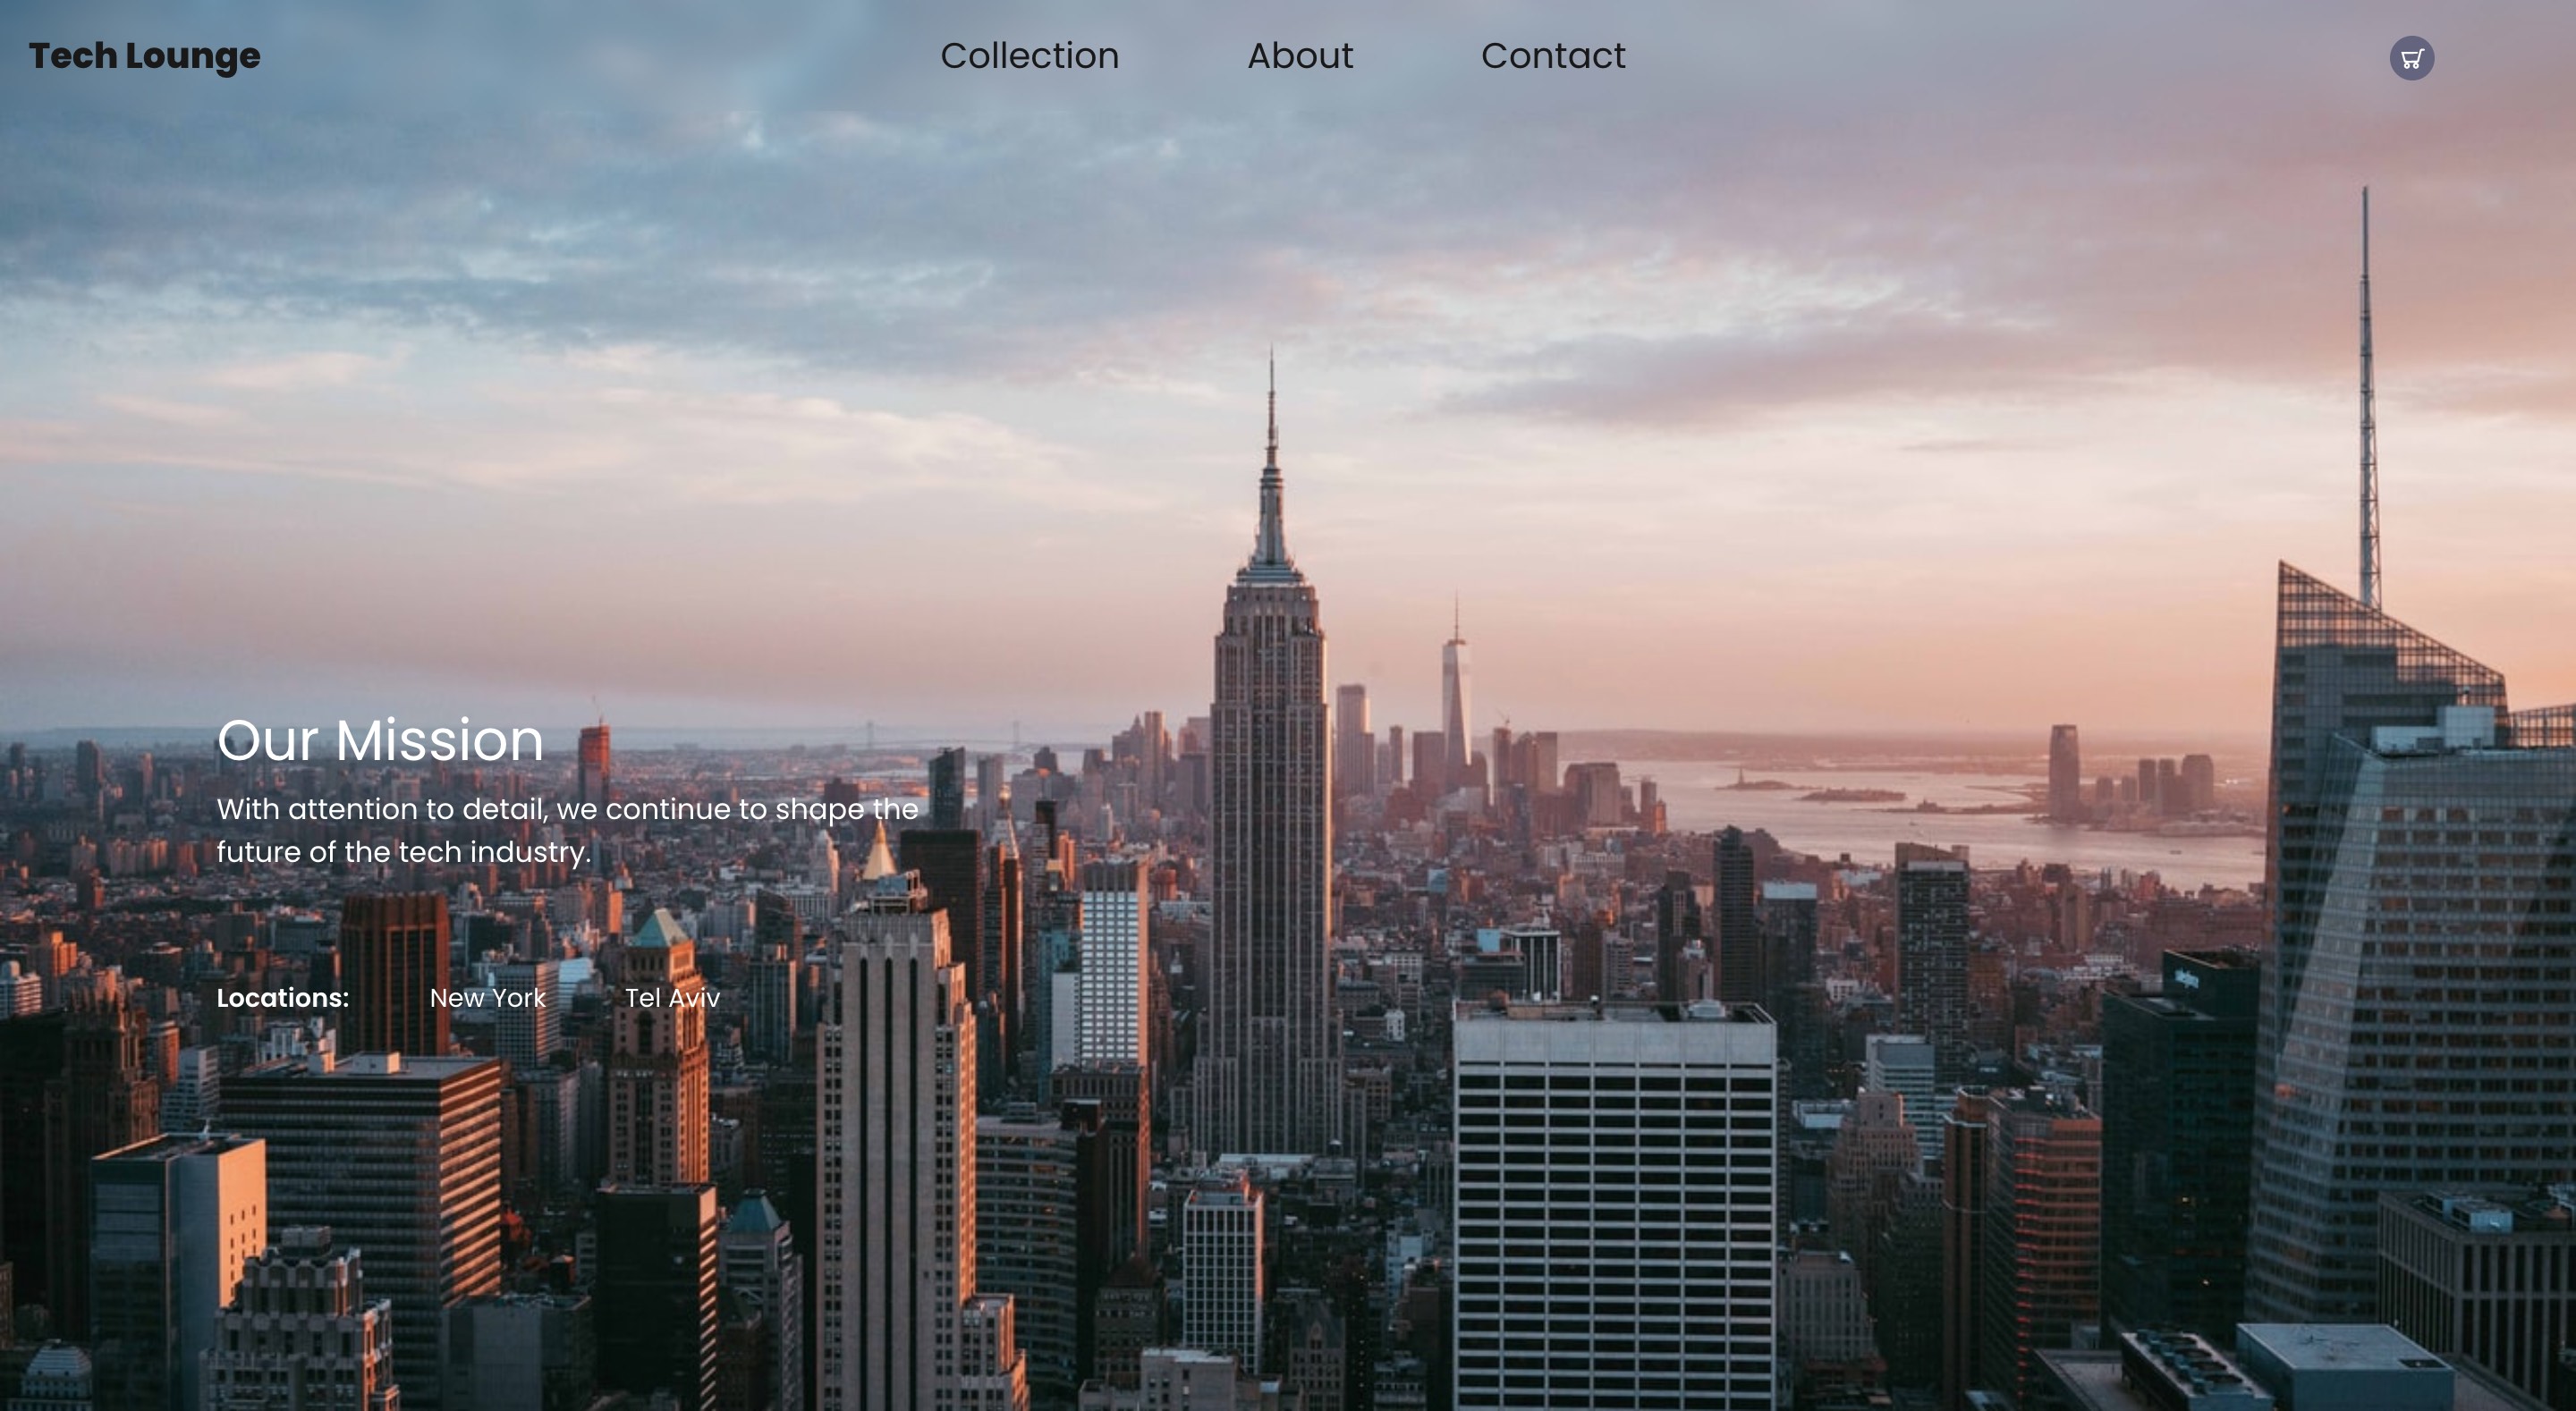 Tech Lounge
Collection About Contact
Our Mission
With attention to detail, we continue to shape the
future of the tech industry.
Locations: New York Tel Aviv